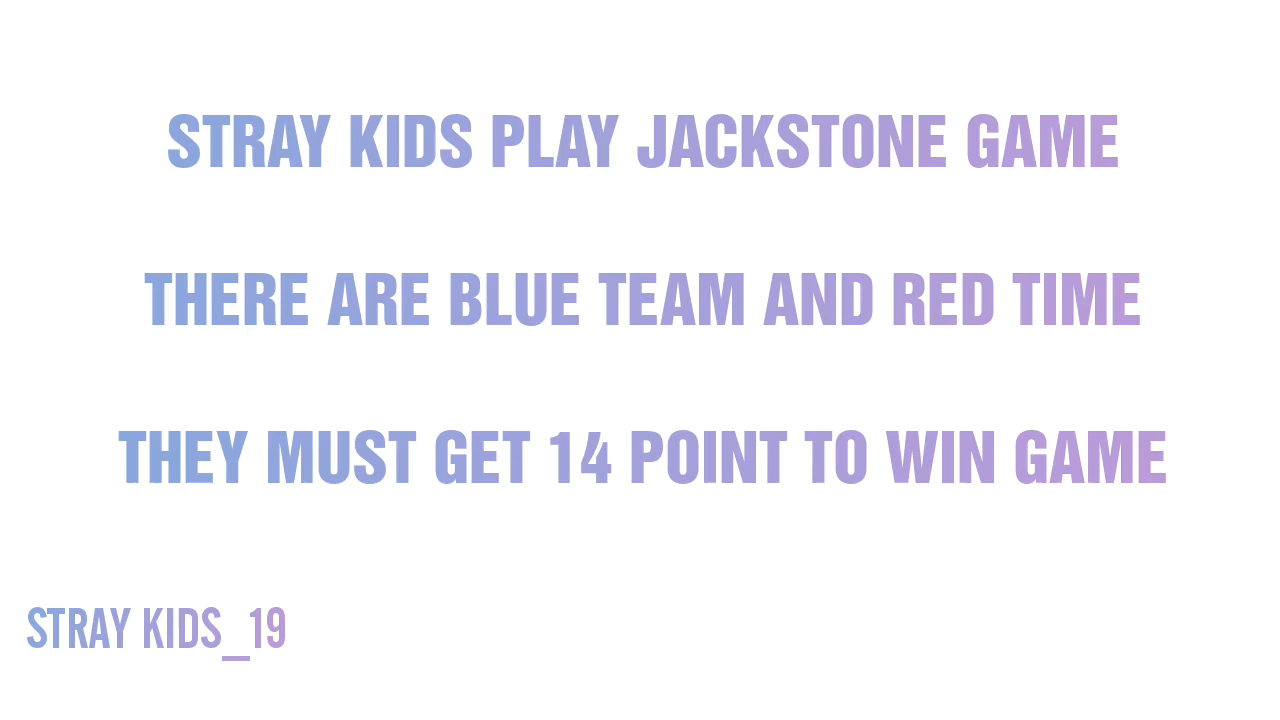 STRAY KIDS PLAY JACKSTONE GAME
THERE ARE BLUE TEAM AND RED TIME
THEY MUST GET 14 POINT TO WIN GAME
STRAY KIDS_19